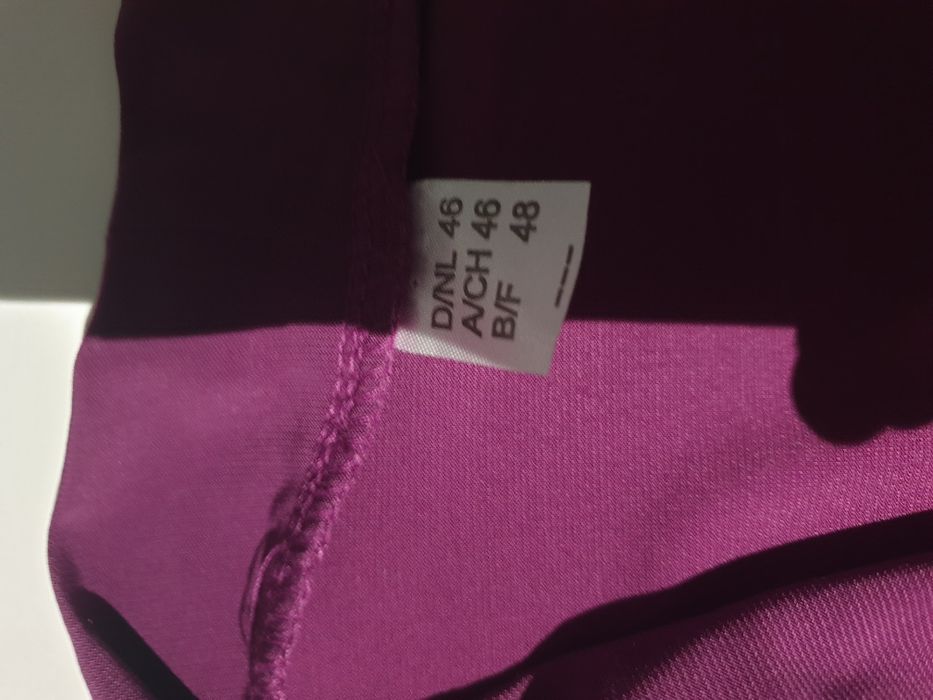 D/NL 46
A/CH 46
B/F 48
---